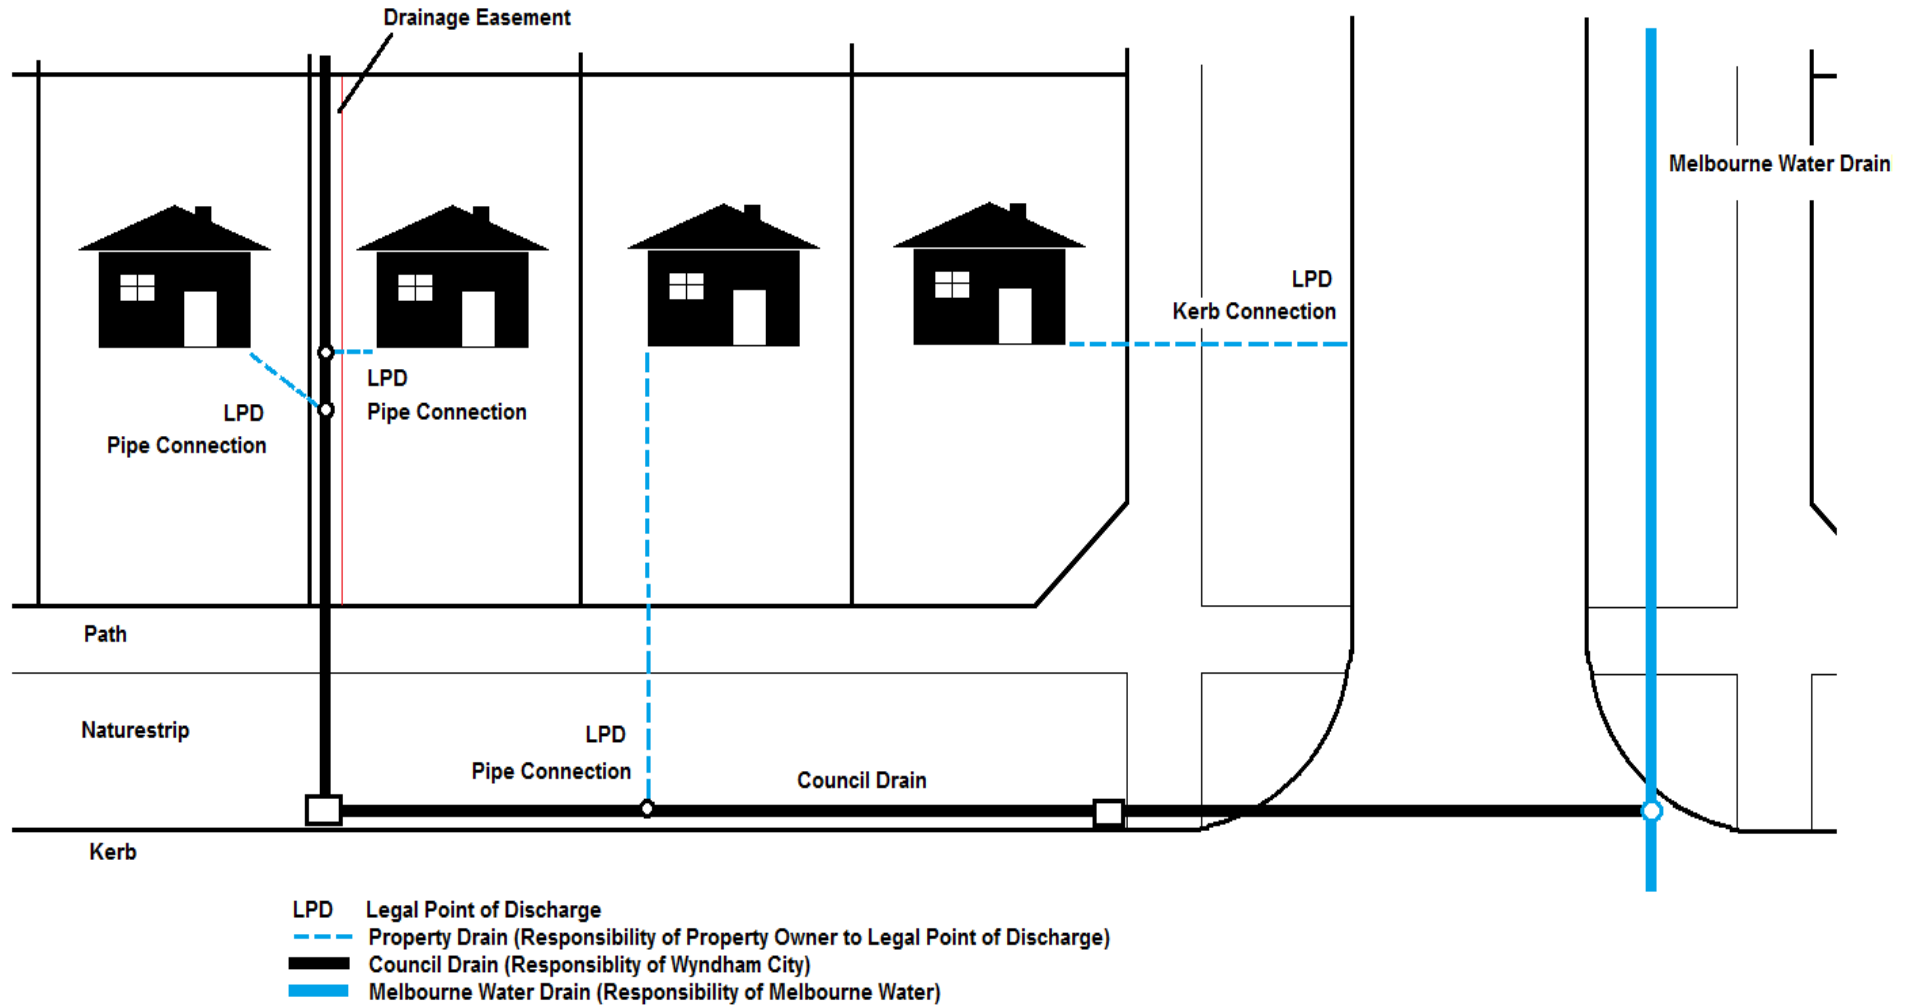 Drainage Easement
Melbourne Water Drain
LPD
Kerb Connection
LPD
Pipe Connection
LPD
Pipe Connection
Path
Naturestrip
LPD
Pipe Connection
Council Drain
Kerb
LPD Legal Point of Discharge
Property Drain (Responsibility of Property Owner to Legal Point of Discharge)
Council Drain (Responsiblity of Wyndham City)
Melbourne Water Drain (Responsibility of Melbourne Water)